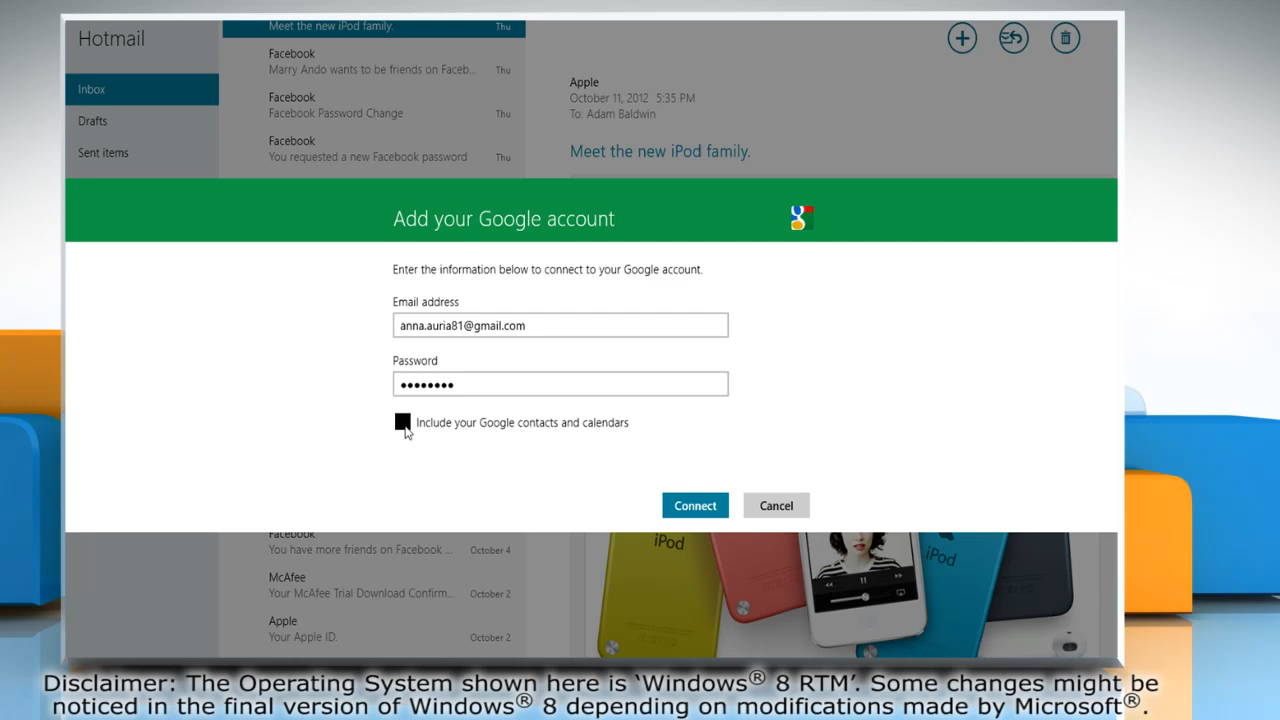 Hotmail
Inbox
Drafts
Sent items
Meet the new iPod family. Thu
Facebook
Marry Ando wants to be friends on Faceb... Thu
Facebook
Facebook Password Change Thu
Facebook
You requested a new Facebook password Thu
Apple
October 11, 2012 5:35 PM
To: Adam Baldwin
Meet the new iPod family.
Add your Google account
Enter the information below to connect to your Google account.
Email address
anna.auria81@gmail.com
Password
••••••••
Include your Google contacts and calendars
Connect Cancel
Facebook
You have more friends on Facebook ... October 4
McAfee
Your McAfee Trial Download Confirm... October 2
Apple
Your Apple ID. October 2
iPod
iPod
Disclaimer: The Operating System shown here is ‘Windows® 8 RTM’. Some changes might be
noticed in the final version of Windows® 8 depending on modifications made by Microsoft®.